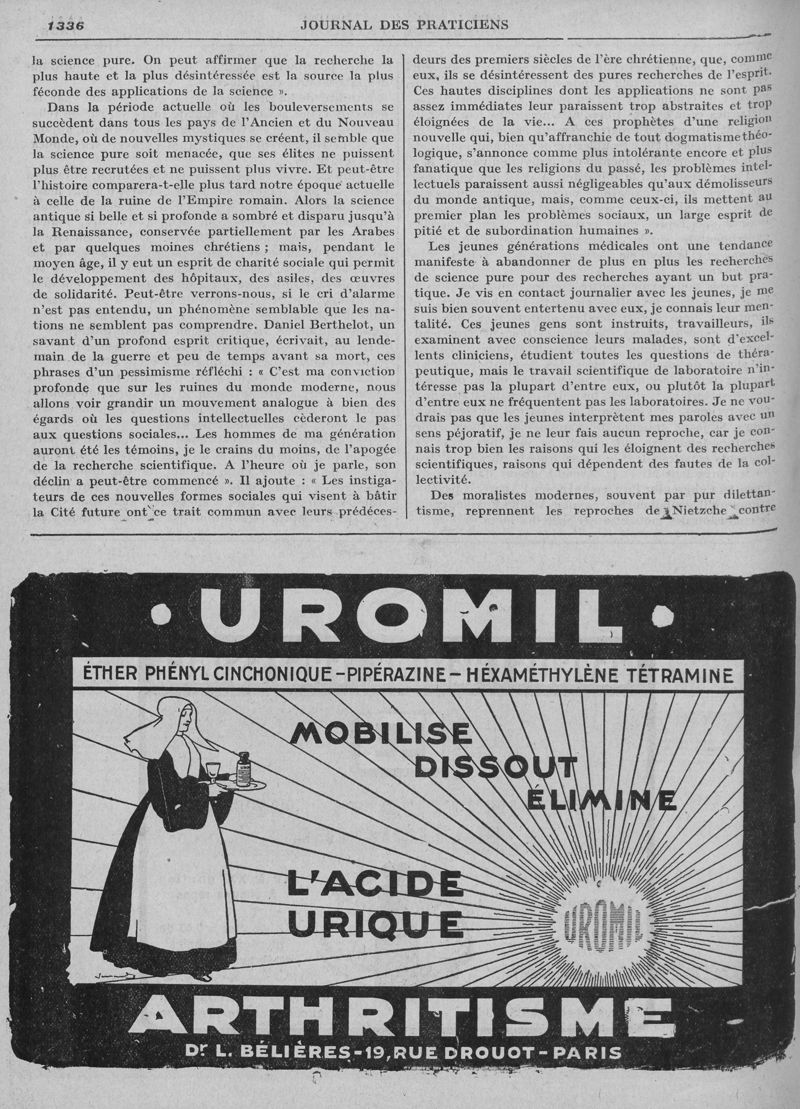 1336
JOURNAL DES PRATICIENS
la science pure. On peut affirmer que la recherche la
plus haute et la plus désintéressée est la source la plus
féconde des applications de la science ».
Dans la période actuelle où les bouleversements se
succèdent dans tous les pays de l'Ancien et du Nouveau
Monde, où de nouvelles mystiques se créent, il semble que
la science pure soit menacée, que ses élites ne puissent
plus être recrutées et ne puissent plus vivre. Et peut-être
l'histoire comparera-t-elle plus tard notre époque actuelle
à celle de la ruine de l'Empire romain. Alors la science
antique si belle et si profonde a sombré et disparu jusqu'à
la Renaissance, conservée partiellement par les Arabes
et par quelques moines chrétiens ; mais, pendant le
moyen âge, il y eut un esprit de charité sociale qui permit
le développement des hôpitaux, des asiles, des œuvres
de solidarité. Peut-être verrons-nous, si le cri d'alarme
n'est pas entendu, un phénomène semblable que les na-
tions ne semblent pas comprendre. Daniel Berthelot, un
savant d'un profond esprit critique, écrivait, au lende-
main de la guerre et peu de temps avant sa mort, ces
phrases d'un pessimisme réfléchi : « C'est ma conviction
profonde que sur les ruines du monde moderne, nous
allons voir grandir un mouvement analogue à bien des
égards où les questions intellectuelles cèderont le pas
aux questions sociales... Les hommes de ma génération
auront été les témoins, je le crains du moins, de l'apogée
de la recherche scientifique. A l'heure où je parle, son
déclin a peut-être commencé ». Il ajoute : « Les instiga-
teurs de ces nouvelles formes sociales qui visent à bâtir
la Cité future ont ce trait commun avec leurs prédéces-
deurs des premiers siècles de l'ère chrétienne, que, comme
eux, ils se désintéressent des pures recherches de l'esprit.
Ces hautes disciplines dont les applications ne sont pas
assez immédiates leur paraissent trop abstraites et trop
éloignées de la vie... A ces prophètes d'une religion
nouvelle qui, bien qu'affranchie de tout dogmatisme théo-
logique, s'annonce comme plus intolérante encore et plus
fanatique que les religions du passé, les problèmes intel-
lectuels paraissent aussi négligeables qu'aux démolisseurs
du monde antique, mais, comme ceux-ci, ils mettent au
premier plan les problèmes sociaux, un large esprit de
pitié et de subordination humaines ».
Les jeunes générations médicales ont une tendance
manifeste à abandonner de plus en plus les recherches
de science pure pour des recherches ayant un but pra-
tique. Je vis en contact journalier avec les jeunes, je me
suis bien souvent entertenu avec eux, je connais leur men-
talité. Ces jeunes gens sont instruits, travailleurs, ils
examinent avec conscience leurs malades, sont d'excel-
lents cliniciens, étudient toutes les questions de théra-
peutique, mais le travail scientifique de laboratoire n'in-
téresse pas la plupart d'entre eux, ou plutôt la plupart
d'entre eux ne fréquentent pas les laboratoires. Je ne vou-
drais pas que les jeunes interprètent mes paroles avec un
sens péjoratif, je ne leur fais aucun reproche, car je con-
nais trop bien les raisons qui les éloignent des recherches
scientifiques, raisons qui dépendent des fautes de la col-
lectivité.
Des moralistes modernes, souvent par pur dilettan-
tisme, reprennent les reproches de Nietzche contre
• UROMIL •
ÉTHER PHÉNYL CINCHONIQUE - PIPÉRAZINE - HÉXAMÉTHYLÈNE TÉTRAMINE
MOBILISE
DISSOUT
ÉLIMINE
L'ACIDE
URIQUE
UROMIL
ARTHRITISME
Dr L. BÉLIÈRES - 19, RUE DROUOT - PARIS